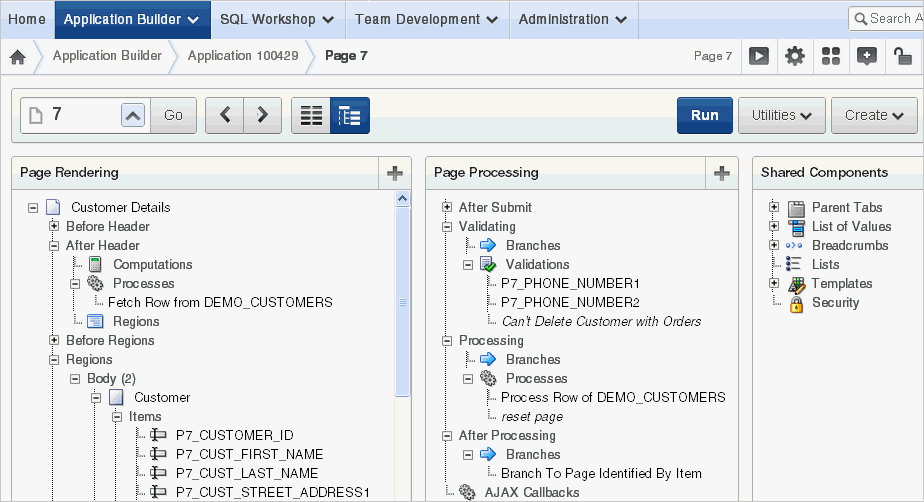 Home Application Builder SQL Workshop Team Development Administration Search A
Application Builder Application 100429 Page 7 Page 7
7 Go Run Utilities Create
Page Rendering
Customer Details
Before Header
After Header
Computations
Processes
Fetch Row from DEMO_CUSTOMERS
Regions
Before Regions
Regions
Body (2)
Customer
Items
P7_CUSTOMER_ID
P7_CUST_FIRST_NAME
P7_CUST_LAST_NAME
P7_CUST_STREET_ADDRESS1
Page Processing
After Submit
Validating
Branches
Validations
P7_PHONE_NUMBER1
P7_PHONE_NUMBER2
Can't Delete Customer with Orders
Processing
Branches
Processes
Process Row of DEMO_CUSTOMERS
reset page
After Processing
Branches
Branch To Page Identified By Item
AJAX Callbacks
Shared Components
Parent Tabs
List of Values
Breadcrumbs
Lists
Templates
Security